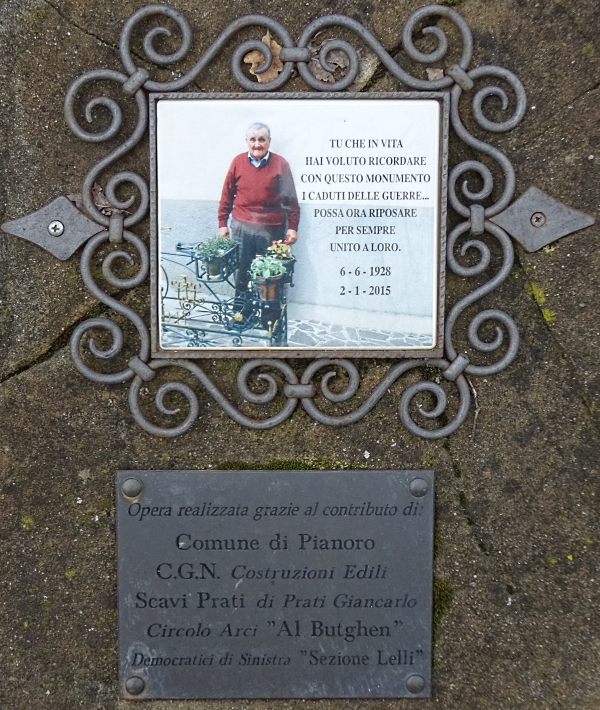 TU CHE IN VITA
HAI VOLUTO RICORDARE
CON QUESTO MONUMENTO
I CADUTI DELLE GUERRE...
POSSA ORA RIPOSARE
PER SEMPRE
UNITO A LORO.
6 - 6 - 1928
2 - 1 - 2015
Opera realizzata grazie al contributo di:
Comune di Pianoro
C.G.N. Costruzioni Edili
Scavi Prati di Prati Giancarlo
Circolo Arci "Al Butghen"
Democratici di Sinistra "Sezione Lelli"